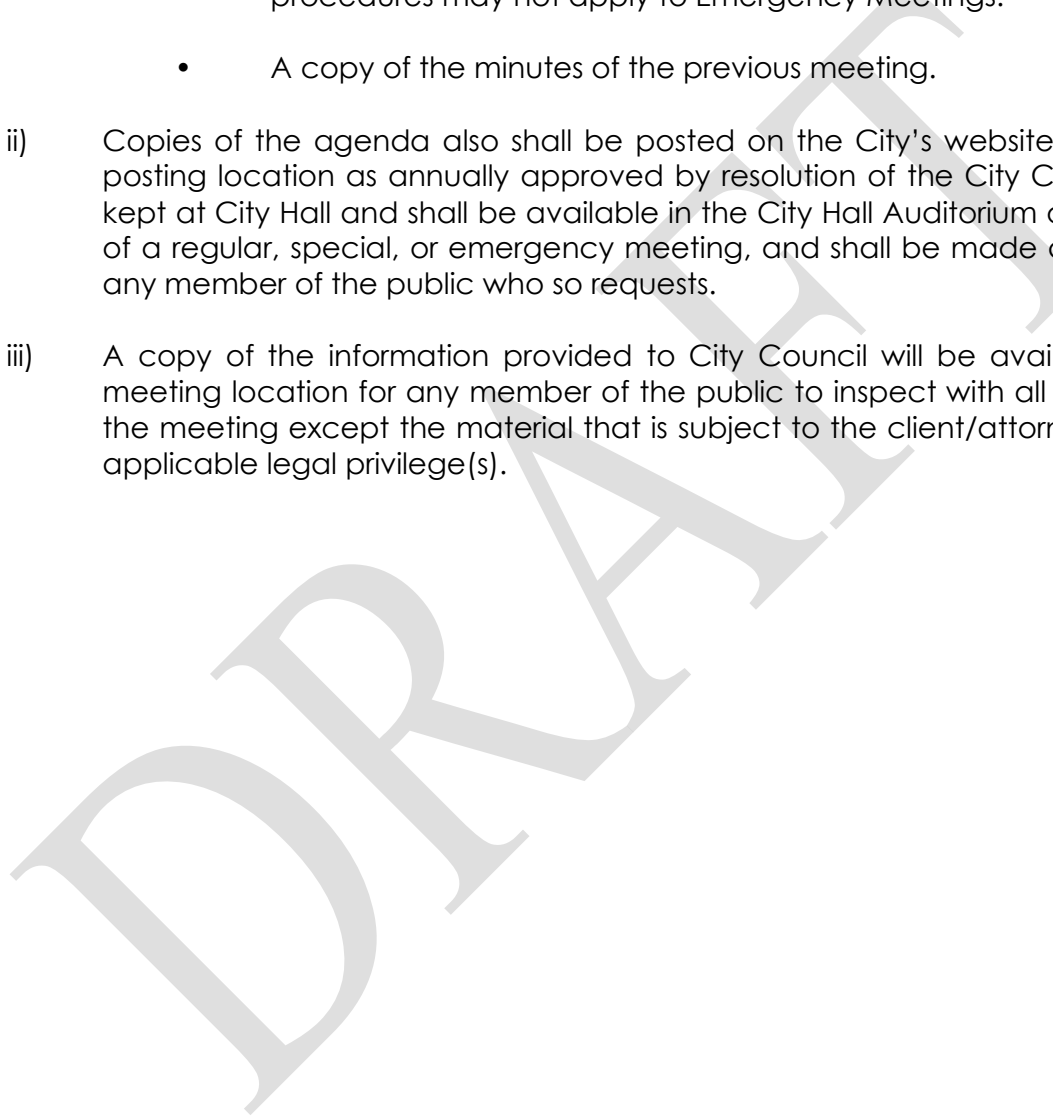 procedures may not apply to Emergency Meetings.
• A copy of the minutes of the previous meeting.
ii) Copies of the agenda also shall be posted on the City's website
posting location as annually approved by resolution of the City
kept at City Hall and shall be available in the City Hall Auditorium
of a regular, special, or emergency meeting, and shall be made
any member of the public who so requests.
iii) A copy of the information provided to City Council will be
meeting location for any member of the public to inspect with all
the meeting except the material that is subject to the
applicable legal privilege(s).
DRAFT